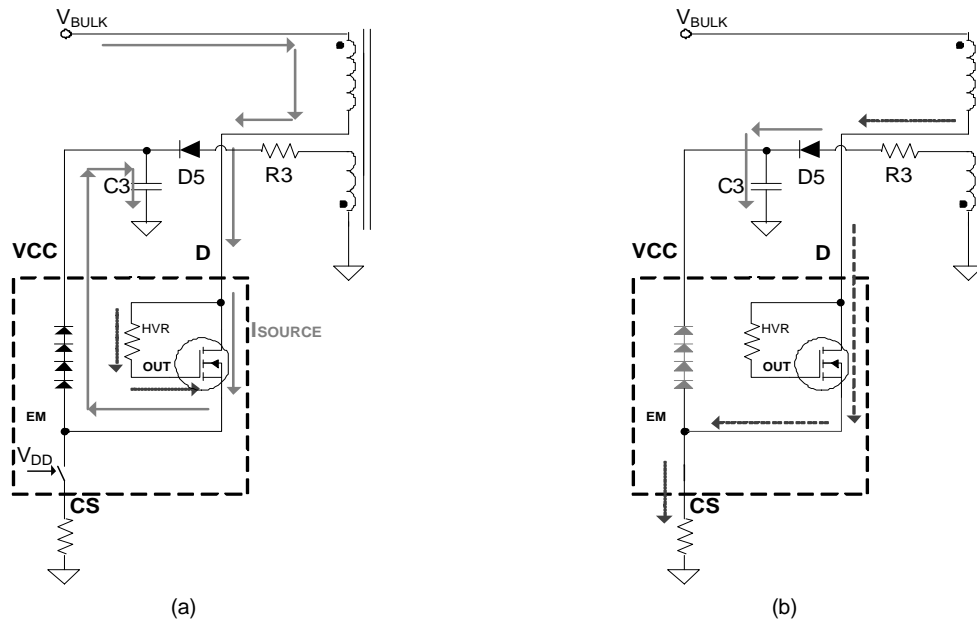 VBULK
D5
R3
C3
VCC
D
HVR
ISOURCE
OUT
EM
VDD
CS
(a)
VBULK
D5
R3
C3
VCC
D
HVR
OUT
EM
CS
(b)